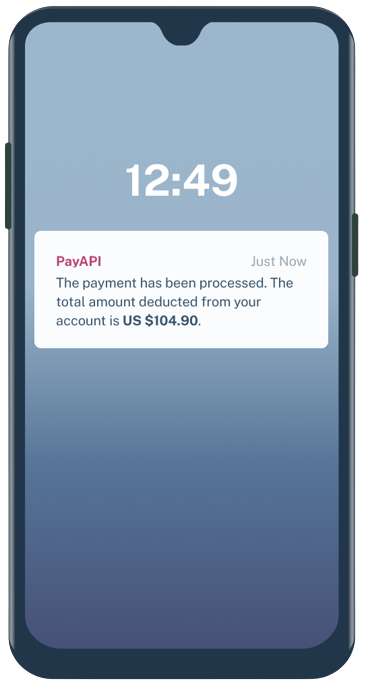 12:49
PayAPI Just Now
The payment has been processed. The
total amount deducted from your
account is US $104.90.